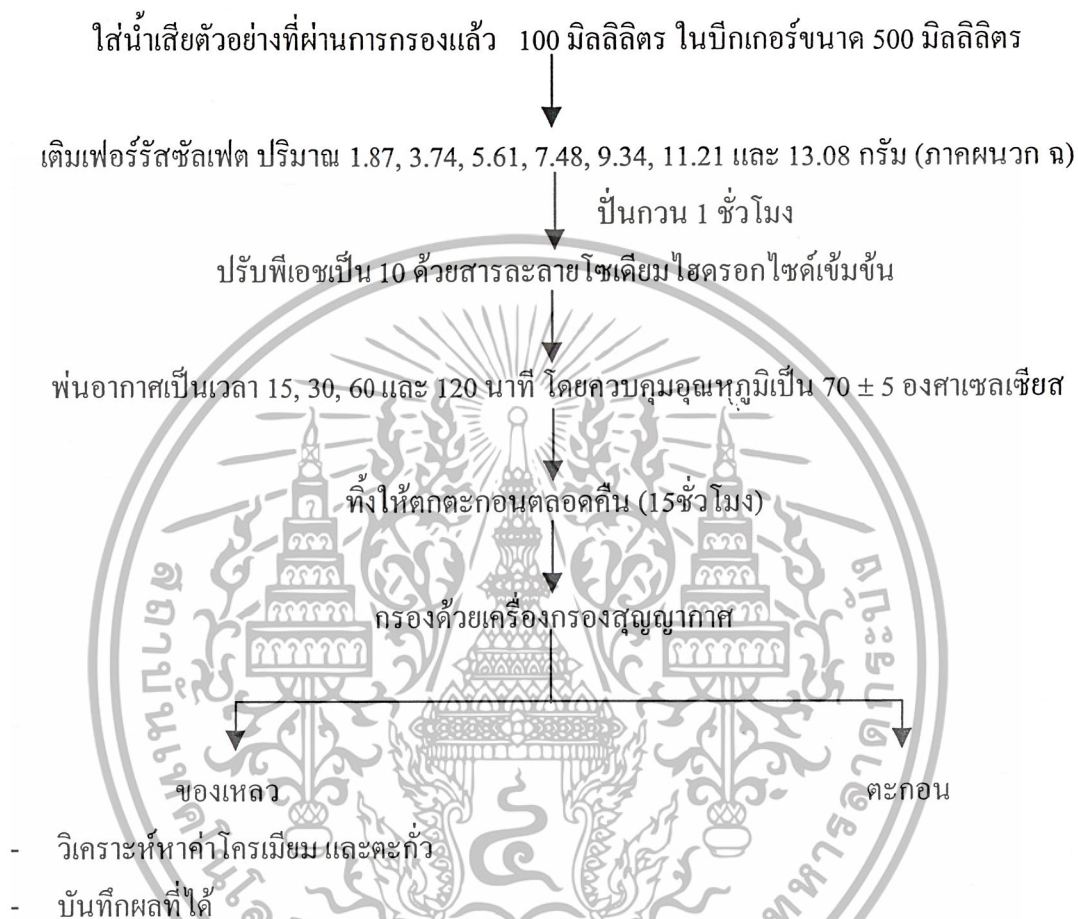 ใส่น้ำเสียตัวอย่างที่ผ่านการกรองแล้ว 100 มิลลิลิตร ในบีกเกอร์ขนาด 500 มิลลิลิตร
เติมเฟอร์รัสซัลเฟต ปริมาณ 1.87, 3.74, 5.61, 7.48, 9.34, 11.21 และ 13.08 กรัม (ภาคผนวก ฉ)
ปั่นกวน 1 ชั่วโมง
ปรับพีเอชเป็น 10 ด้วยสารละลายโซเดียมไฮดรอกไซด์เข้มข้น
พ่นอากาศเป็นเวลา 15, 30, 60 และ 120 นาที โดยควบคุมอุณหภูมิเป็น 70 ± 5 องศาเซลเซียส
ทิ้งให้ตกตะกอนตลอดคืน (15ชั่วโมง)
กรองด้วยเครื่องกรองสุญญากาศ
ของเหลว ตะกอน
- วิเคราะห์หาค่าโครเมียม และตะกั่ว
- บันทึกผลที่ได้